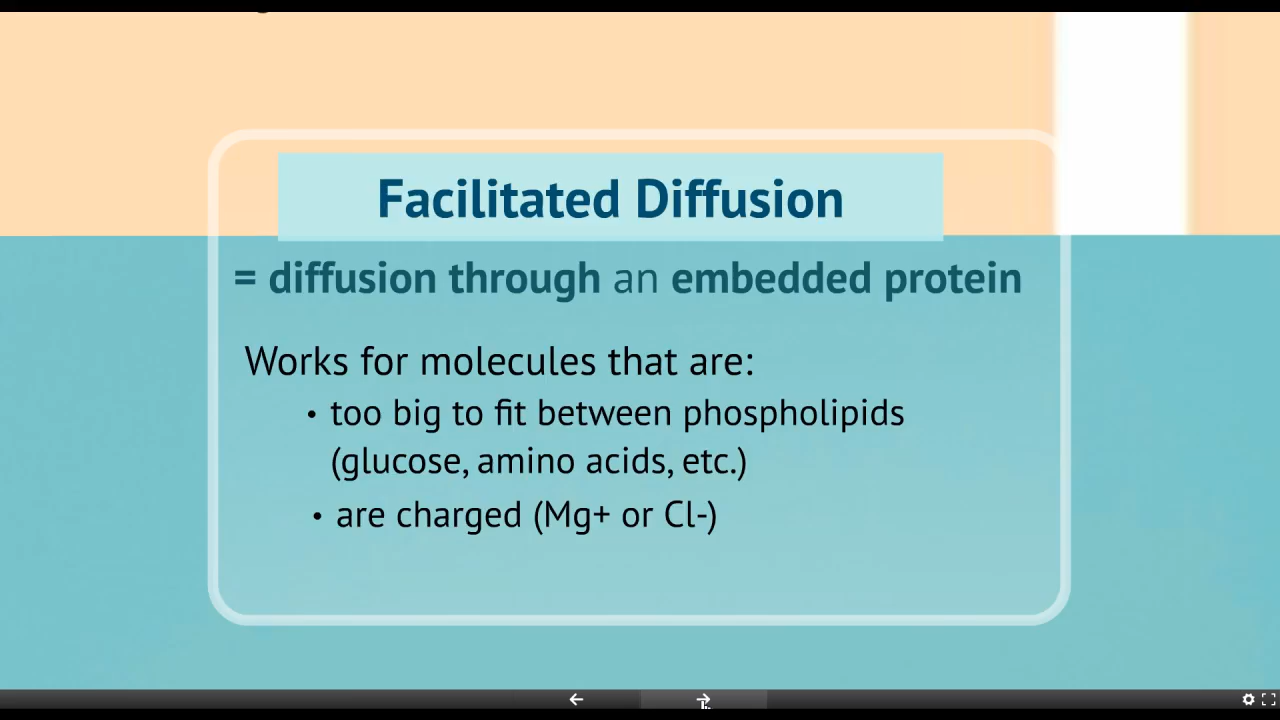 Facilitated Diffusion
= diffusion through an embedded protein
Works for molecules that are:
• too big to fit between phospholipids
(glucose, amino acids, etc.)
• are charged (Mg+ or Cl-)